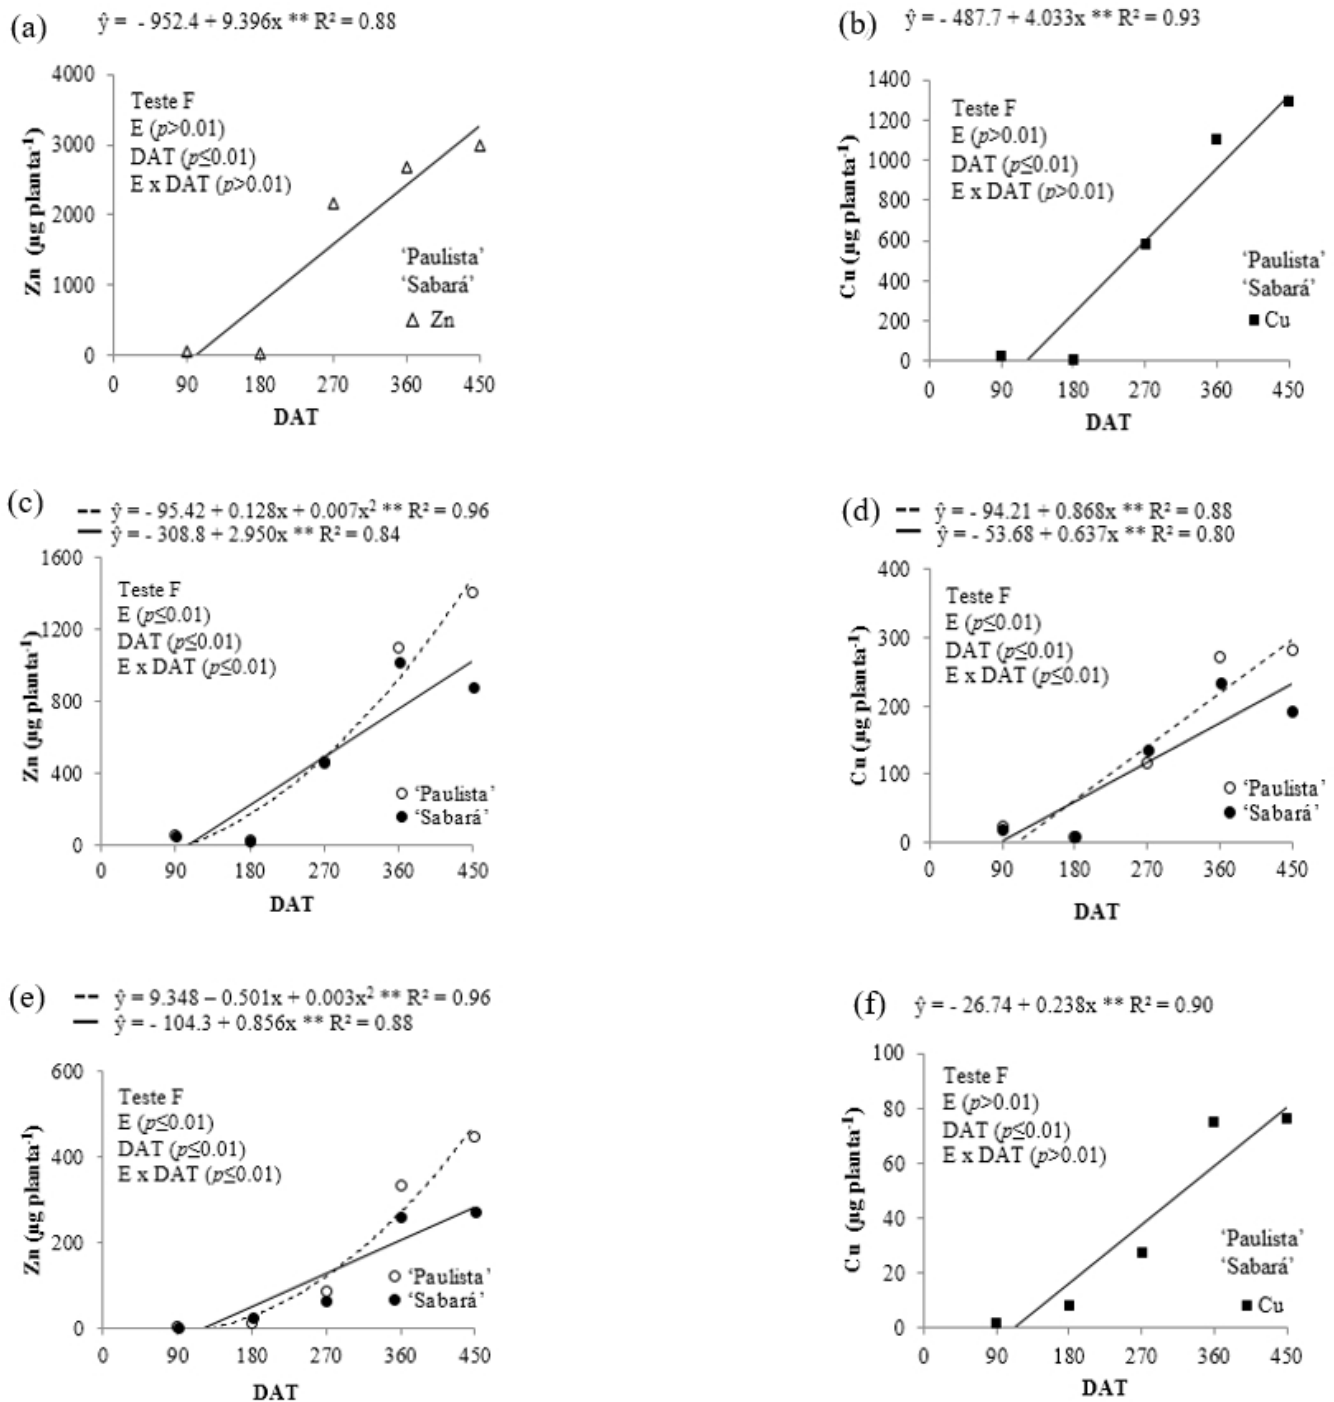 (a) ŷ = - 952.4 + 9.396x ** R² = 0.88
4000
3000
2000
1000
0
Zn (µg planta⁻¹)
Teste F
E (p>0.01)
DAT (p≤0.01)
E x DAT (p>0.01)
‘Paulista’
‘Sabará’
Zn
0 90 180 270 360 450
DAT
(b) ŷ = - 487.7 + 4.033x ** R² = 0.93
1400
1200
1000
800
600
400
200
0
Cu (µg planta⁻¹)
Teste F
E (p>0.01)
DAT (p≤0.01)
E x DAT (p>0.01)
‘Paulista’
‘Sabará’
Cu
0 90 180 270 360 450
DAT
(c) ŷ = - 95.42 + 0.128x + 0.007x² ** R² = 0.96
ŷ = - 308.8 + 2.950x ** R² = 0.84
1600
1200
800
400
0
Zn (µg planta⁻¹)
Teste F
E (p≤0.01)
DAT (p≤0.01)
E x DAT (p≤0.01)
‘Paulista’
‘Sabará’
0 90 180 270 360 450
DAT
(d) ŷ = - 94.21 + 0.868x ** R² = 0.88
ŷ = - 53.68 + 0.637x ** R² = 0.80
400
300
200
100
0
Cu (µg planta⁻¹)
Teste F
E (p≤0.01)
DAT (p≤0.01)
E x DAT (p≤0.01)
‘Paulista’
‘Sabará’
0 90 180 270 360 450
DAT
(e) ŷ = 9.348 – 0.501x + 0.003x² ** R² = 0.96
ŷ = - 104.3 + 0.856x ** R² = 0.88
600
400
200
0
Zn (µg planta⁻¹)
Teste F
E (p≤0.01)
DAT (p≤0.01)
E x DAT (p≤0.01)
‘Paulista’
‘Sabará’
0 90 180 270 360 450
DAT
(f) ŷ = - 26.74 + 0.238x ** R² = 0.90
100
80
60
40
20
0
Cu (µg planta⁻¹)
Teste F
E (p>0.01)
DAT (p≤0.01)
E x DAT (p>0.01)
‘Paulista’
‘Sabará’
Cu
0 90 180 270 360 450
DAT